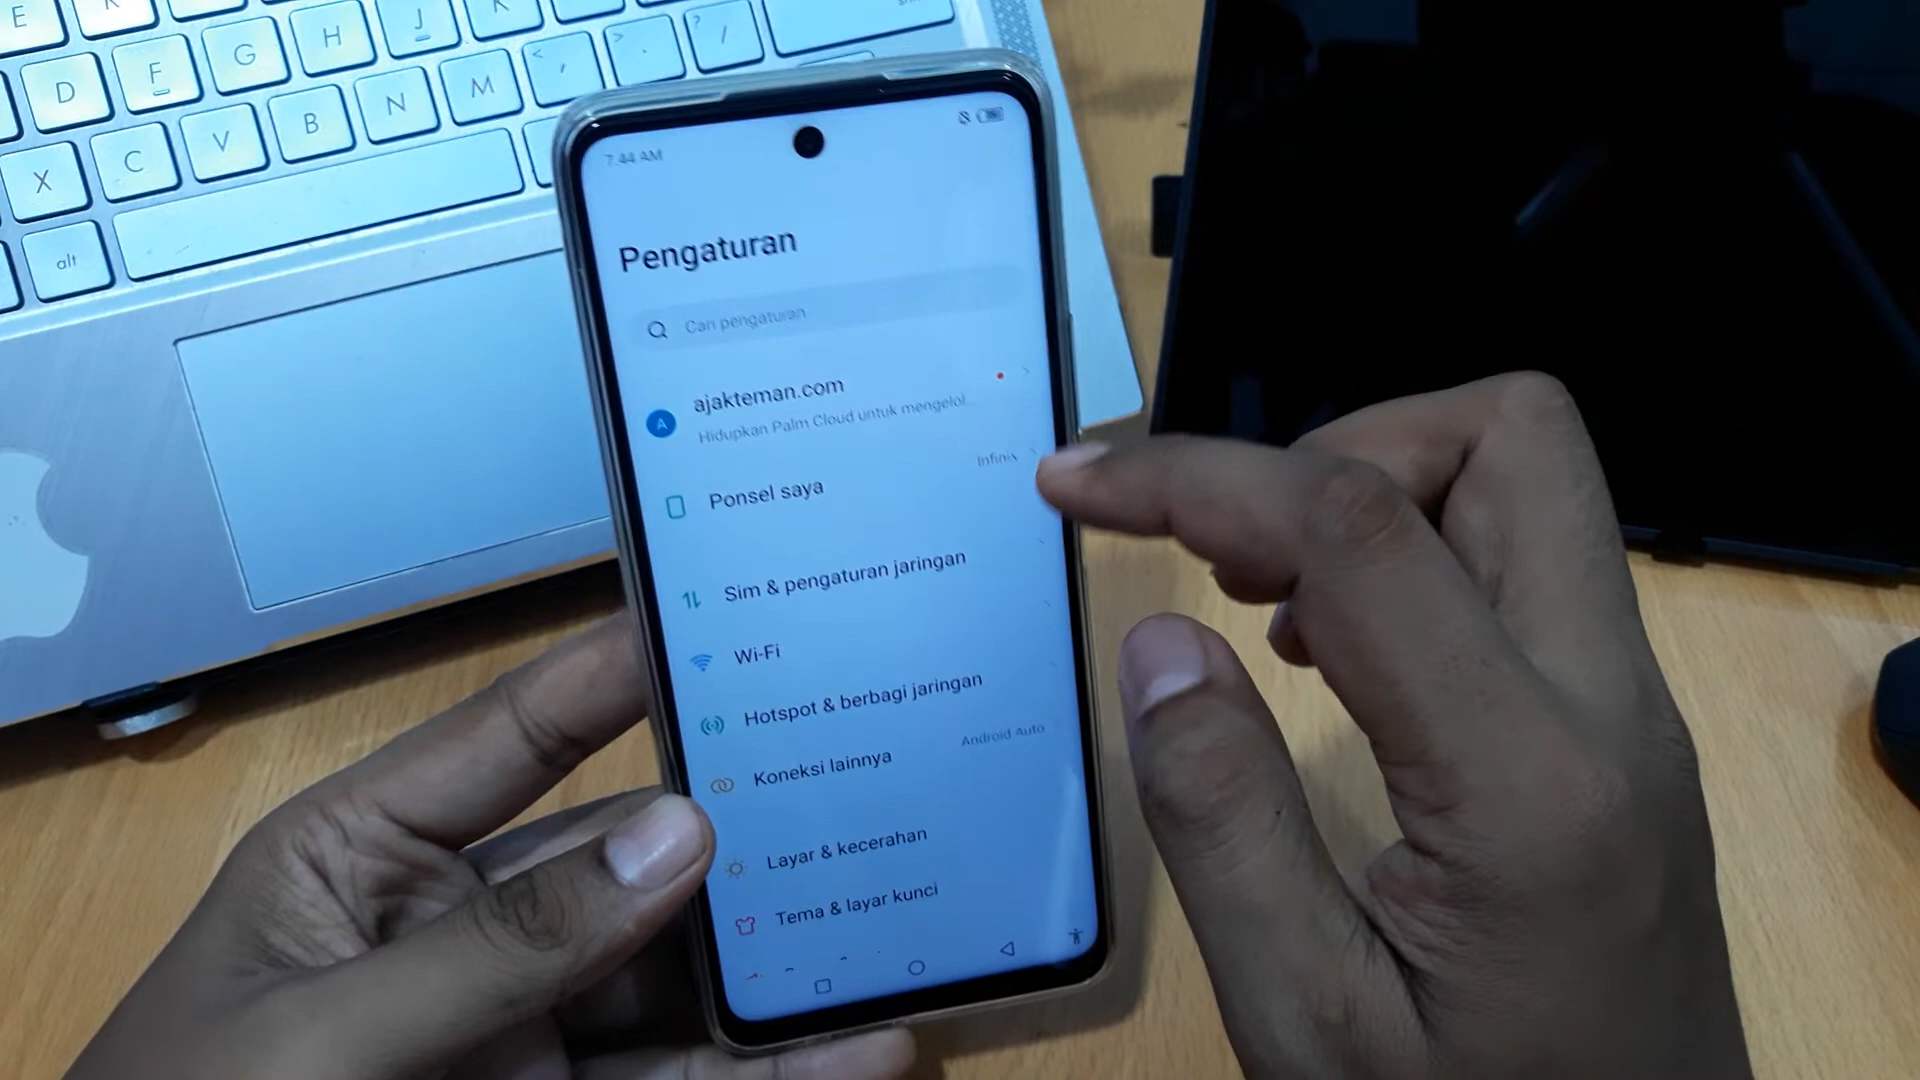 E
D F G H J K
X C V B N M < , > . ? /
alt
7.44 AM
Pengaturan
Cari pengaturan
A
ajakteman.com
Hidupkan Palm Cloud untuk mengelol...
Ponsel saya
Infinix
Sim & pengaturan jaringan
Wi-Fi
Hotspot & berbagi jaringan
Koneksi lainnya
Android Auto
Layar & kecerahan
Tema & layar kunci